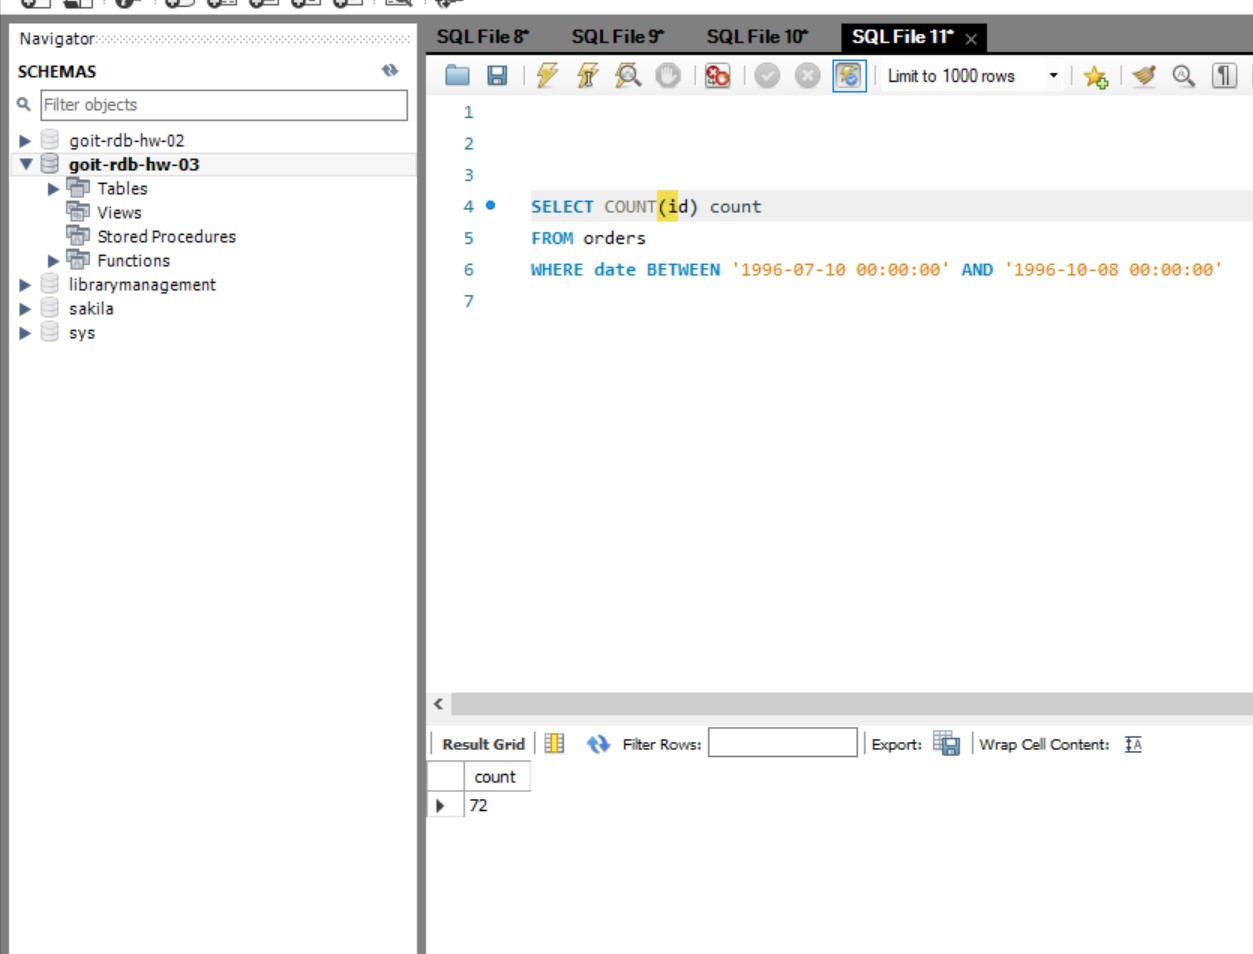 Navigator
SCHEMAS
Filter objects
goit-rdb-hw-02
goit-rdb-hw-03
Tables
Views
Stored Procedures
Functions
librarymanagement
sakila
sys
SQL File 8* SQL File 9* SQL File 10* SQL File 11*
Limit to 1000 rows
1
2
3
4 SELECT COUNT(id) count
5 FROM orders
6 WHERE date BETWEEN '1996-07-10 00:00:00' AND '1996-10-08 00:00:00'
7
Result Grid Filter Rows: Export: Wrap Cell Content: IA
count
72